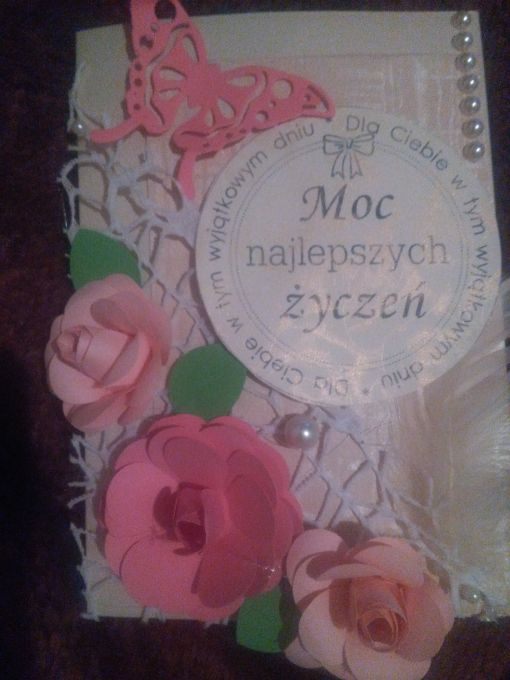 Dla Ciebie w tym wyjątkowym dniu * Dla Ciebie w tym wyjątkowym dniu *
Moc
najlepszych
życzeń